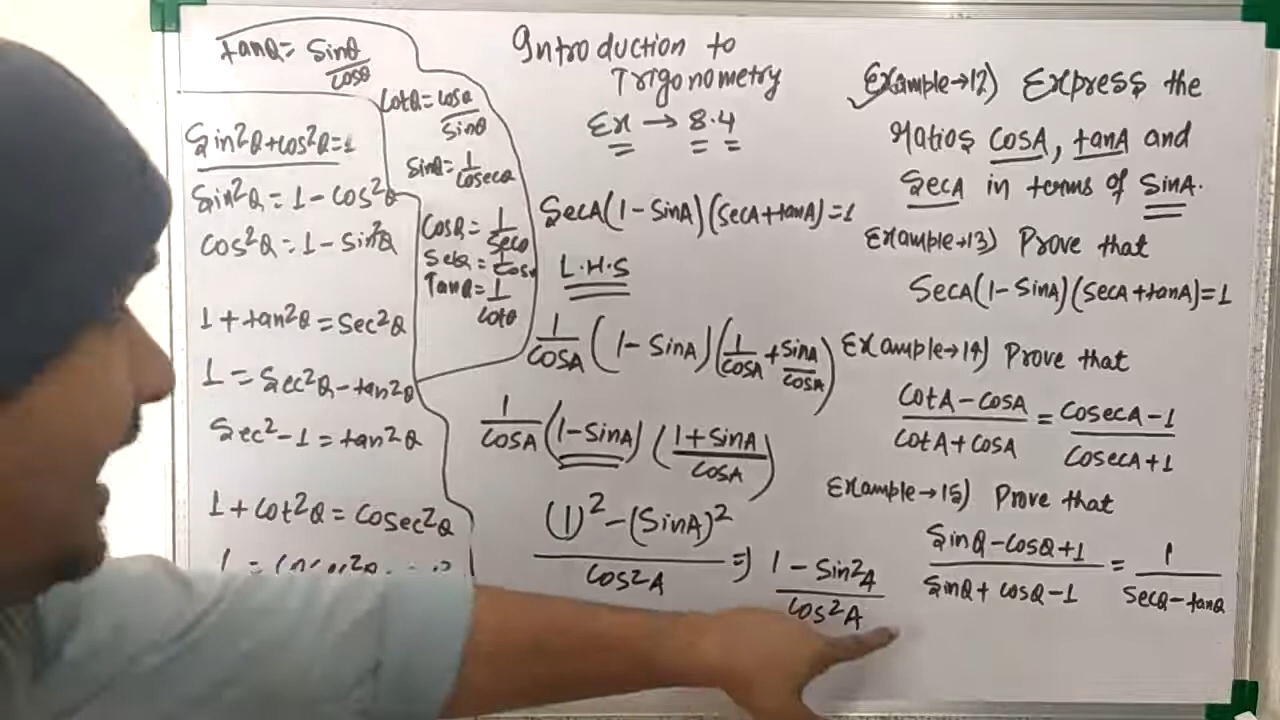 tanθ = sinθ/cosθ
cotθ = cosθ/sinθ
sin²θ + cos²θ = 1
sinθ = 1/cosecθ
sin²θ = 1 - cos²θ
cosθ = 1/secθ
cos²θ = 1 - sin²θ
secθ = 1/cosθ
Tanθ = 1/cotθ
1 + tan²θ = sec²θ
1 = sec²θ - tan²θ
sec² - 1 = tan²θ
1 + cot²θ = cosec²θ
Introduction to
Trigonometry
Ex → 8.4
SecA(1 - SinA)(SecA + tanA) = 1
L.H.S
1/cosA (1 - SinA)(1/cosA + sinA/cosA)
1/cosA (1 - SinA)(1 + SinA/cosA)
(1)² - (SinA)²/cos²A ⇒ 1 - Sin²A/cos²A
Example → 12) Express the
ratios cosA, tanA and
SecA in terms of SinA.
Example → 13) Prove that
SecA(1 - SinA)(SecA + tanA) = 1
Example → 14) Prove that
cotA - cosA/cotA + cosA = CosecA - 1/CosecA + 1
Example → 15) Prove that
Sinθ - cosθ + 1/sinθ + cosθ - 1 = 1/Secθ - tanθ